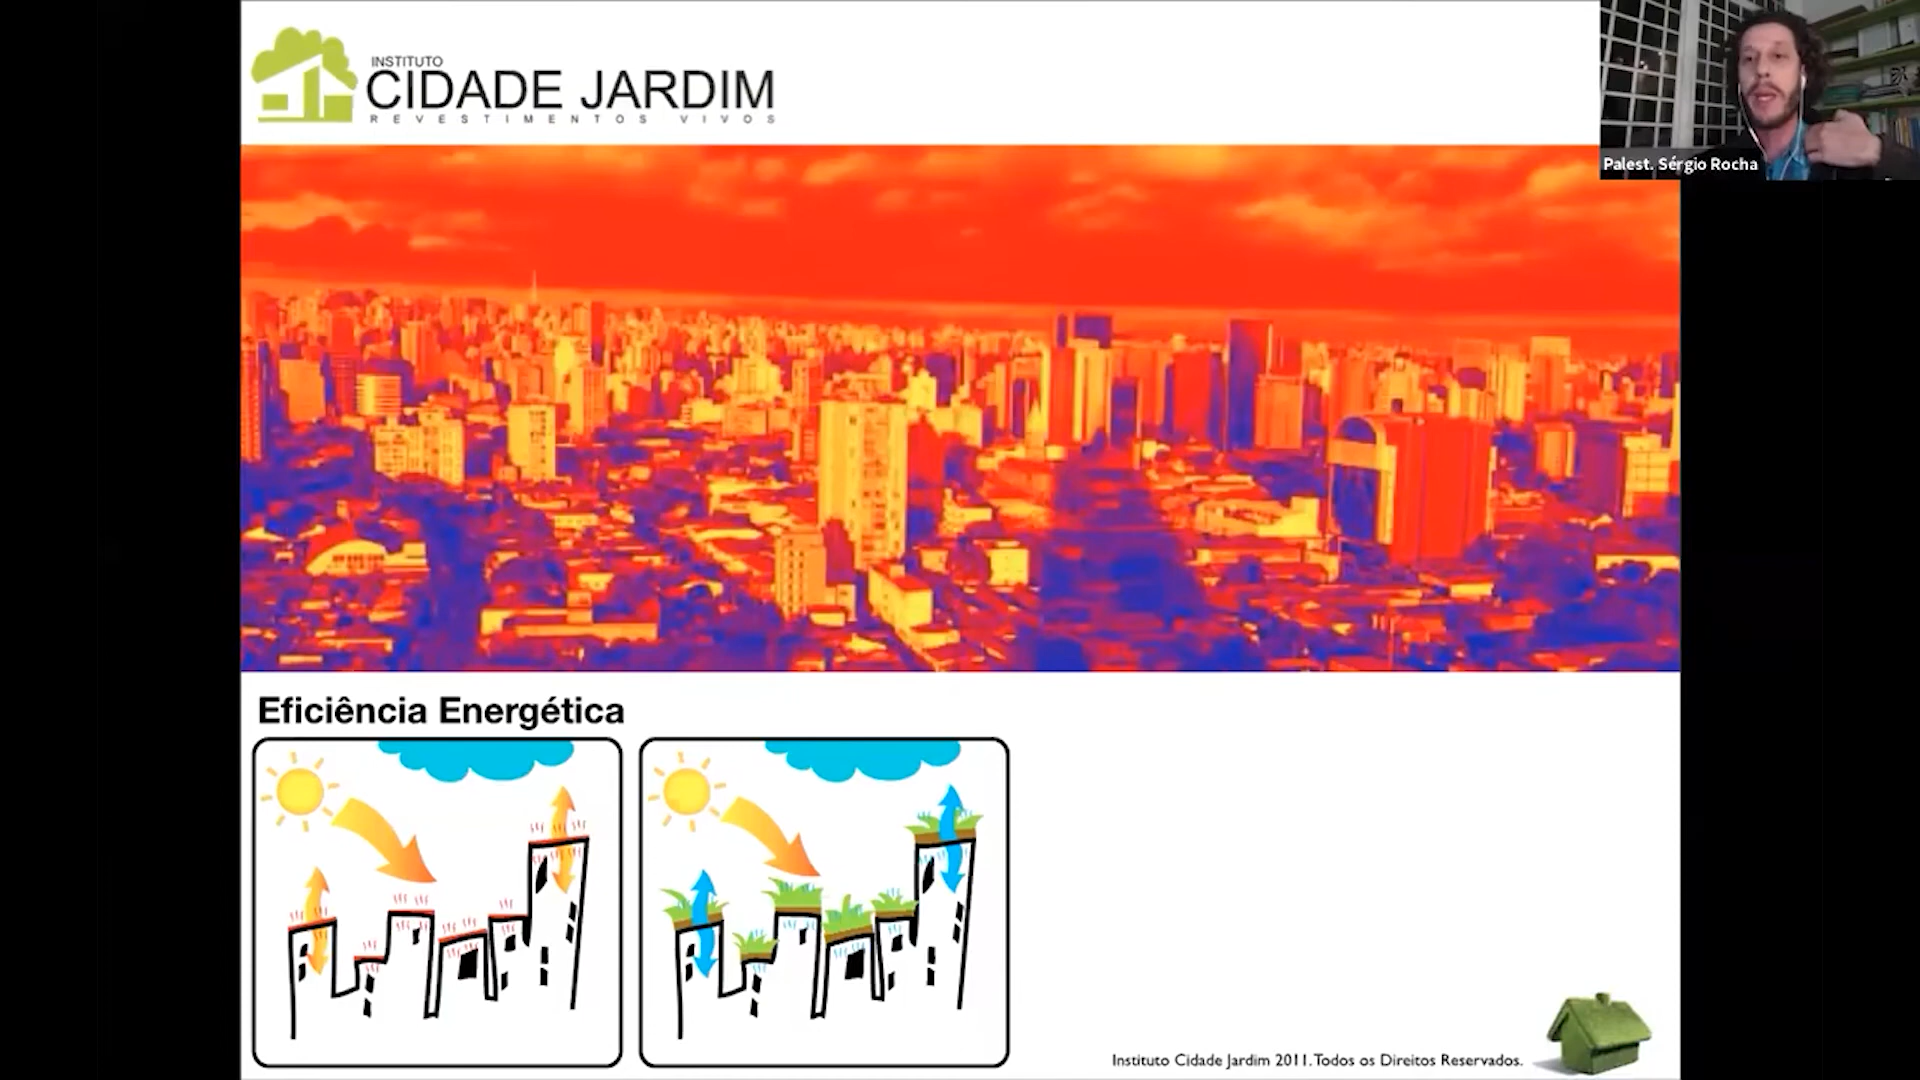 INSTITUTO
CIDADE JARDIM
REVESTIMENTOS VIVOS
Palest. Sérgio Rocha
Eficiência Energética
Instituto Cidade Jardim 2011. Todos os Direitos Reservados.